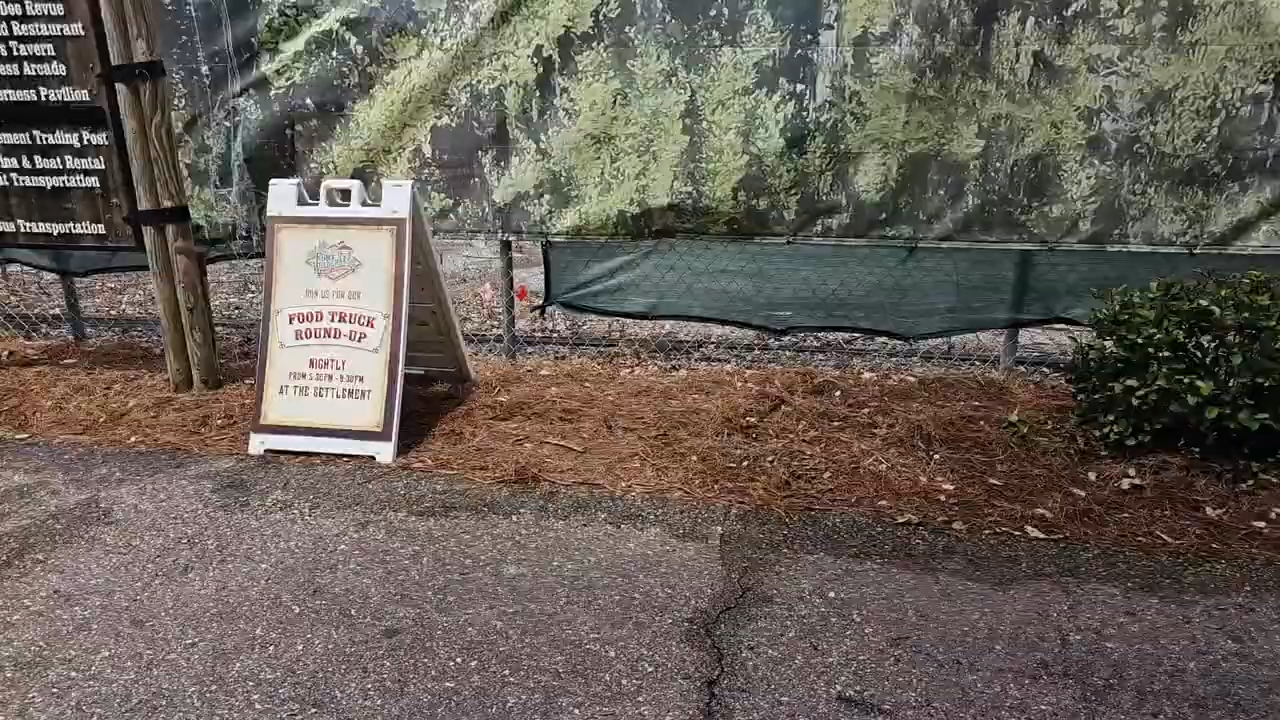 Dee Revue
Restaurant
Tavern
Arcade
Pavilion
Trading Post
& Boat Rental
Transportation
Transportation
JOIN US FOR OUR
FOOD TRUCK
ROUND-UP
NIGHTLY
FROM 5:30PM - 9:30PM
AT THE SETTLEMENT